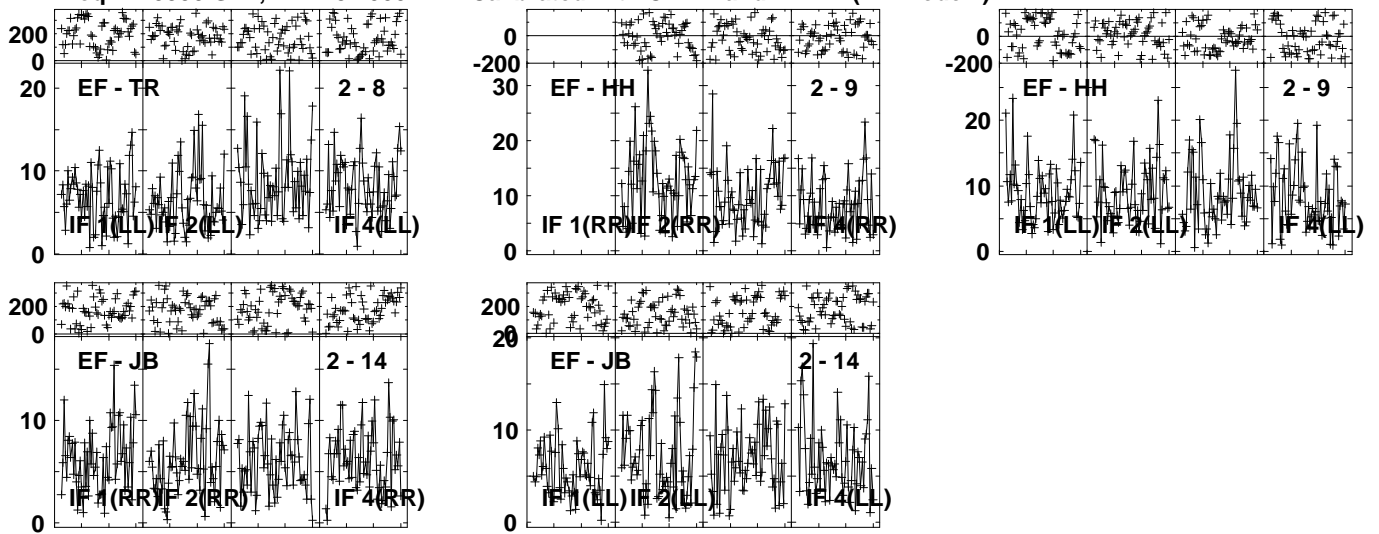 200
0
20
10
0
EF - TR
2 - 8
IF 1(LL)
IF 2(LL)
IF 4(LL)
0
-200
30
20
10
0
EF - HH
2 - 9
IF 1(RR)
IF 2(RR)
IF 4(RR)
0
-200
20
10
0
EF - HH
2 - 9
IF 1(LL)
IF 2(LL)
IF 4(LL)
200
0
10
0
EF - JB
2 - 14
IF 1(RR)
IF 2(RR)
IF 4(RR)
200
0
20
10
0
EF - JB
2 - 14
IF 1(LL)
IF 2(LL)
IF 4(LL)